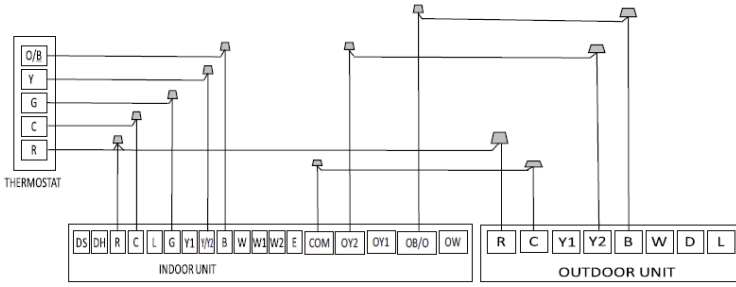 O/B
Y
G
C
R
THERMOSTAT
DS DH R C L G Y1 Y/Y2 B W W1 W2 E COM OY2 OY1 OB/O OW
INDOOR UNIT
R C Y1 Y2 B W D L
OUTDOOR UNIT